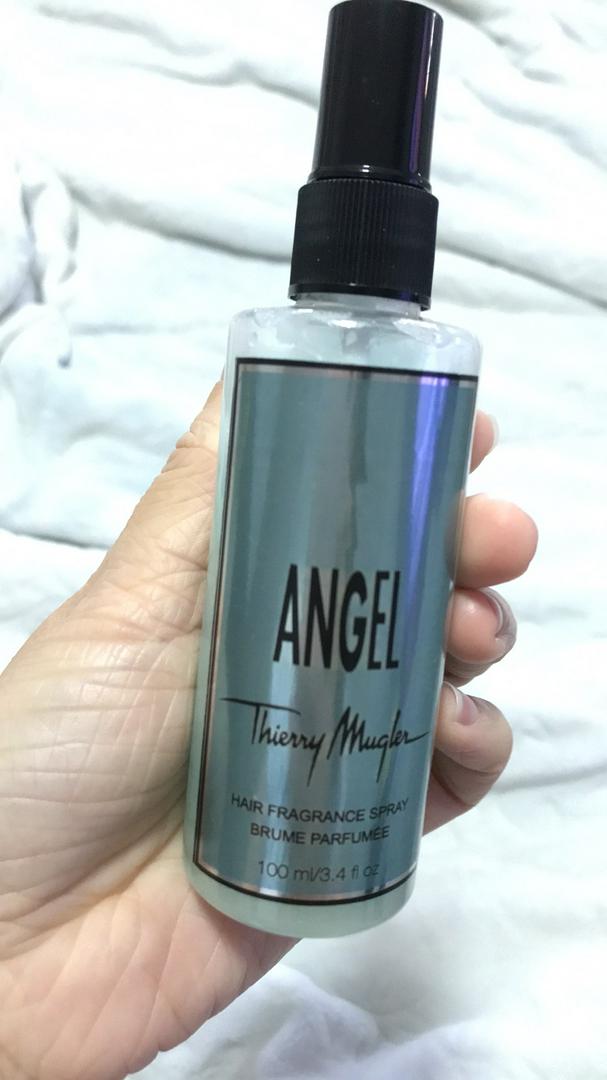 ANGEL
Thierry Mugler
HAIR FRAGRANCE SPRAY
BRUME PARFUMÉE
100 ml/3.4 fl oz